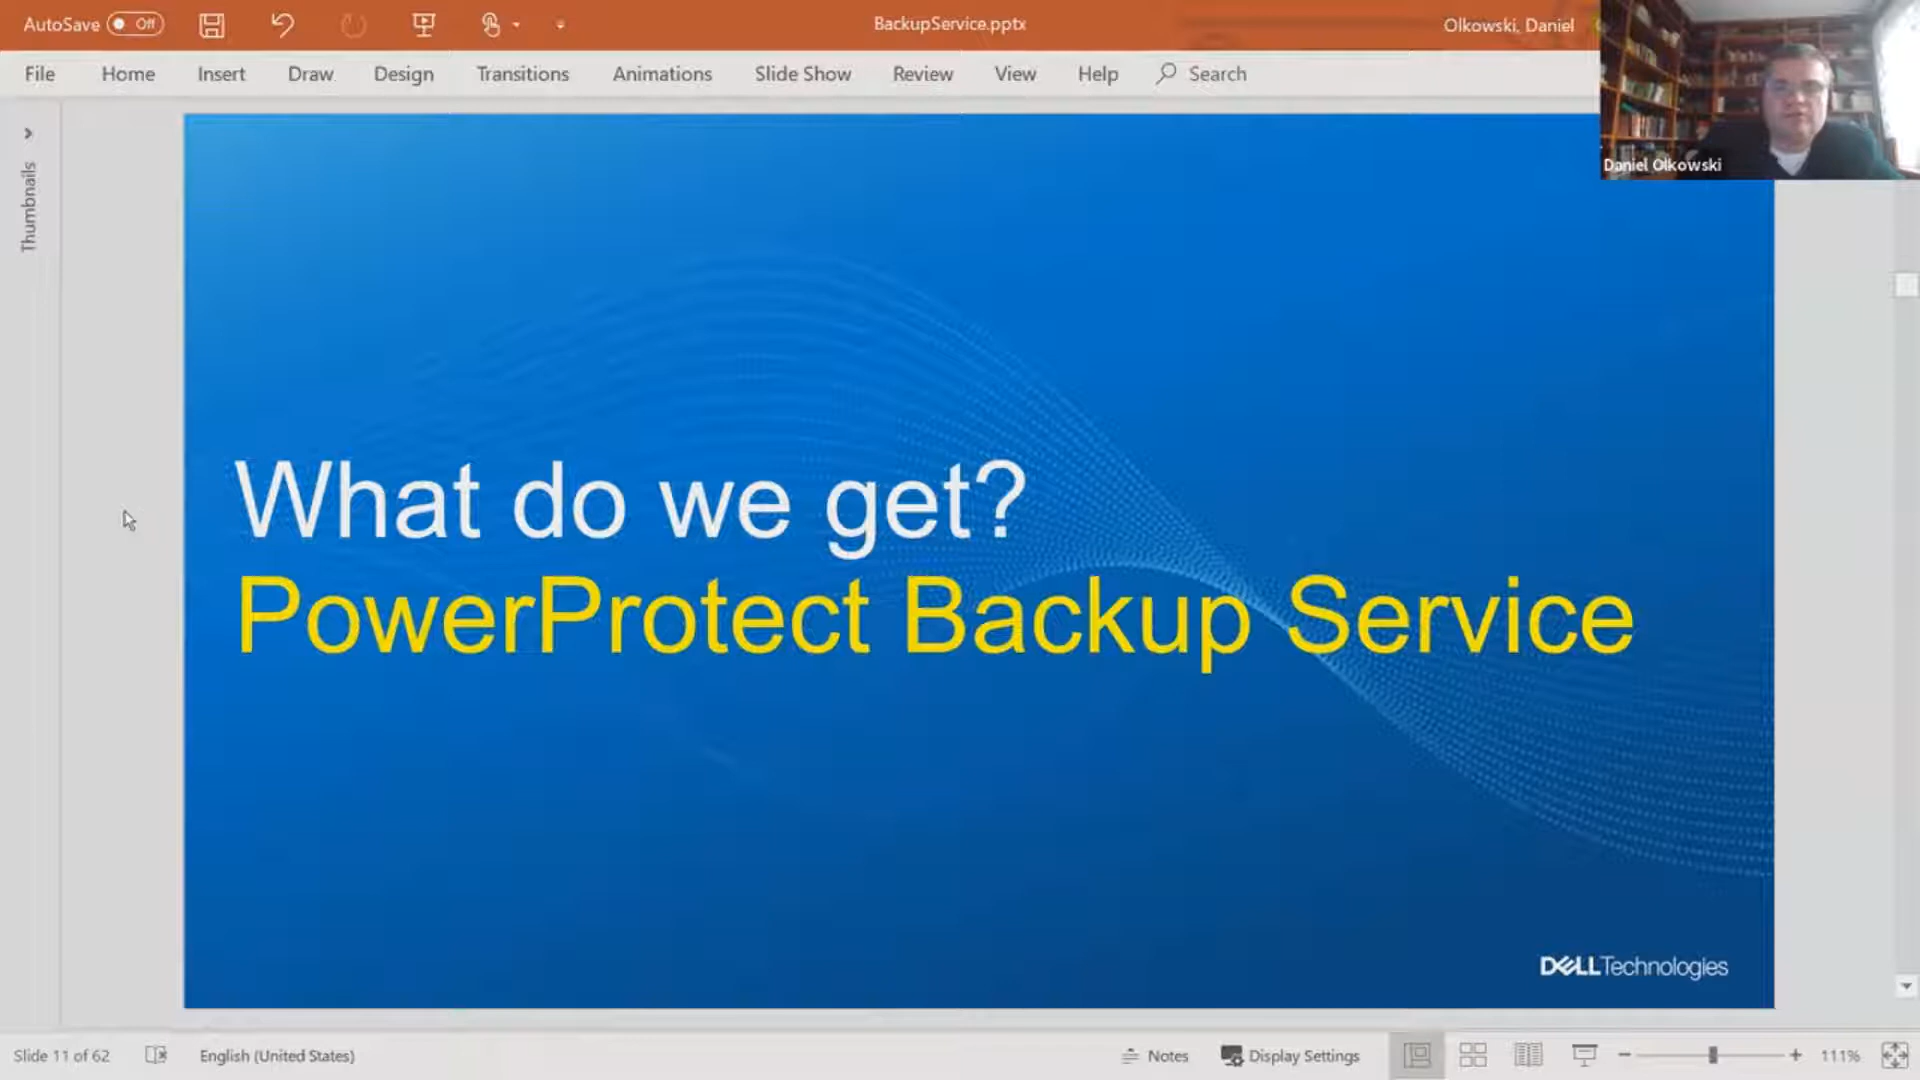 AutoSave Off
BackupService.pptx
Olkowski, Daniel
File Home Insert Draw Design Transitions Animations Slide Show Review View Help Search
Daniel Olkowski
Thumbnails
What do we get?
PowerProtect Backup Service
DELLTechnologies
Slide 11 of 62 English (United States) Notes Display Settings 111%